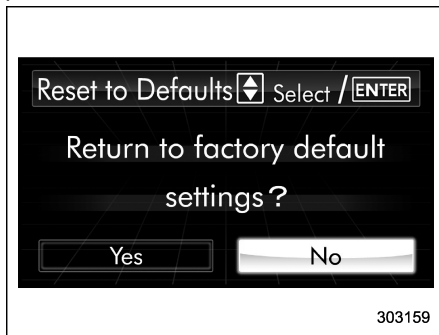 Reset to Defaults Select / ENTER
Return to factory default
settings?
Yes No
303159